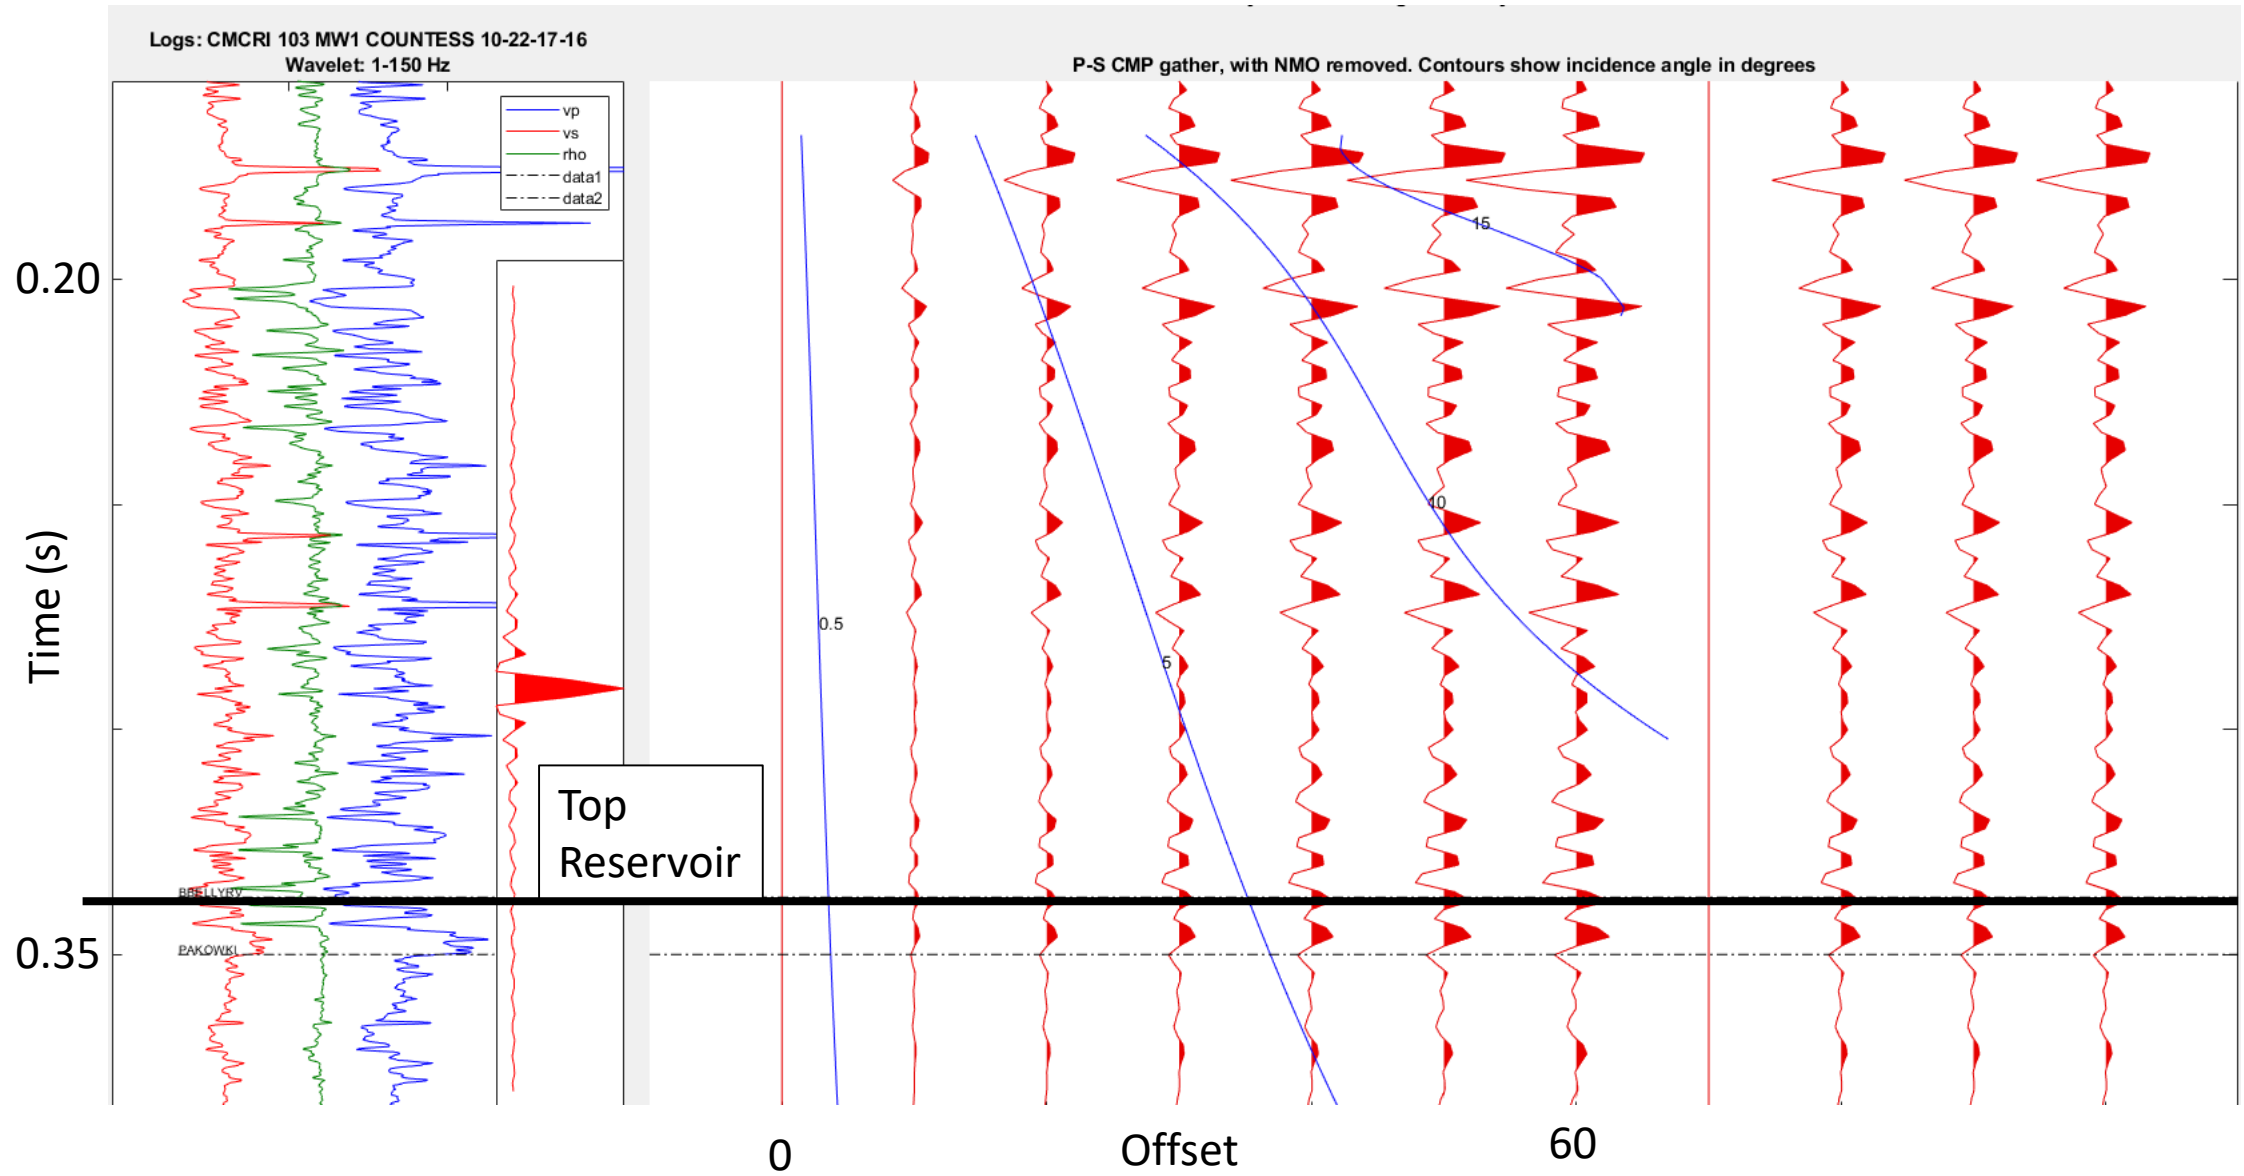 Logs: CMCRI 103 MW1 COUNTESS 10-22-17-16
Wavelet: 1-150 Hz
P-S CMP gather, with NMO removed. Contours show incidence angle in degrees
vp
vs
rho
data1
data2
15
0.20
10
Time (s)
0.5
5
Top
Reservoir
BBELLYRV
PAKOWKI
0.35
0
Offset
60